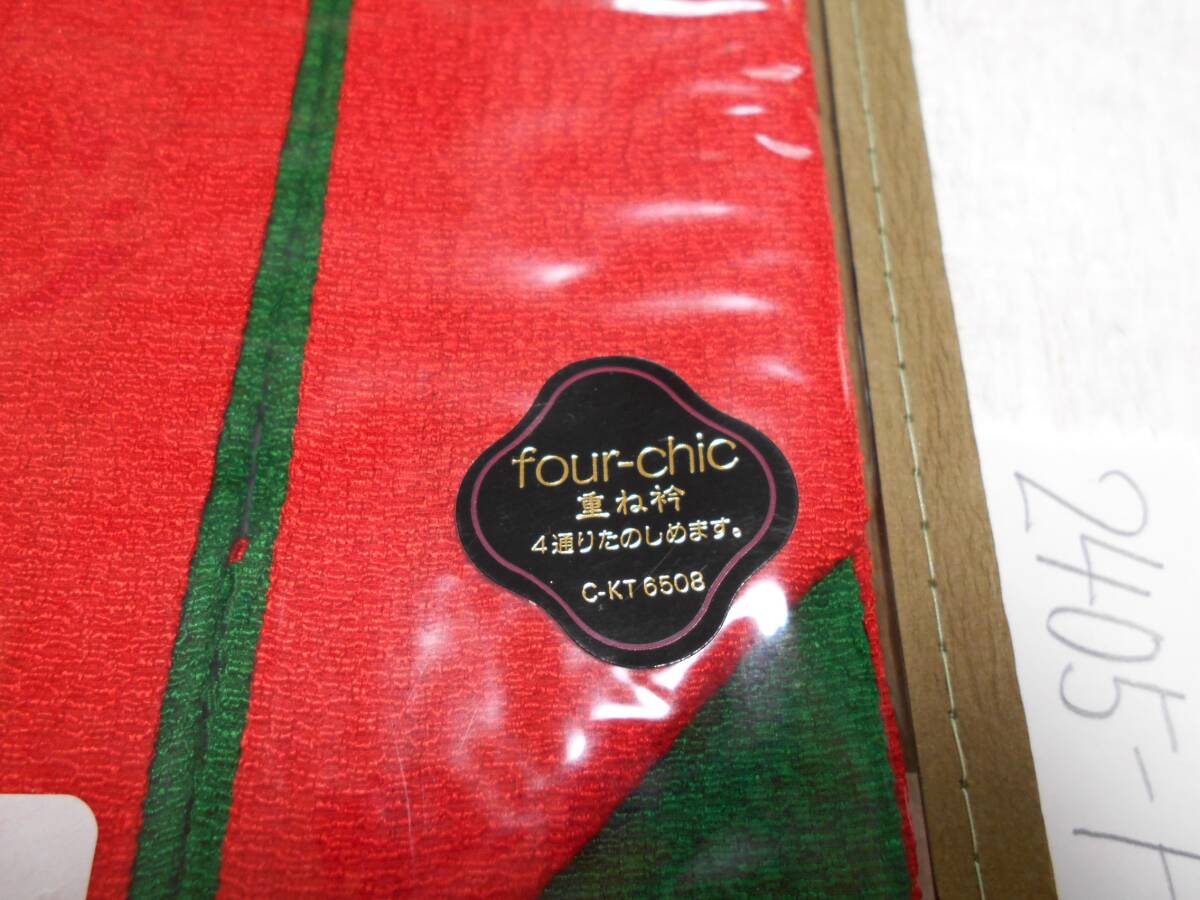 four-chic
重ね衿
4通りたのしめます。
C-KT 6508
2405-